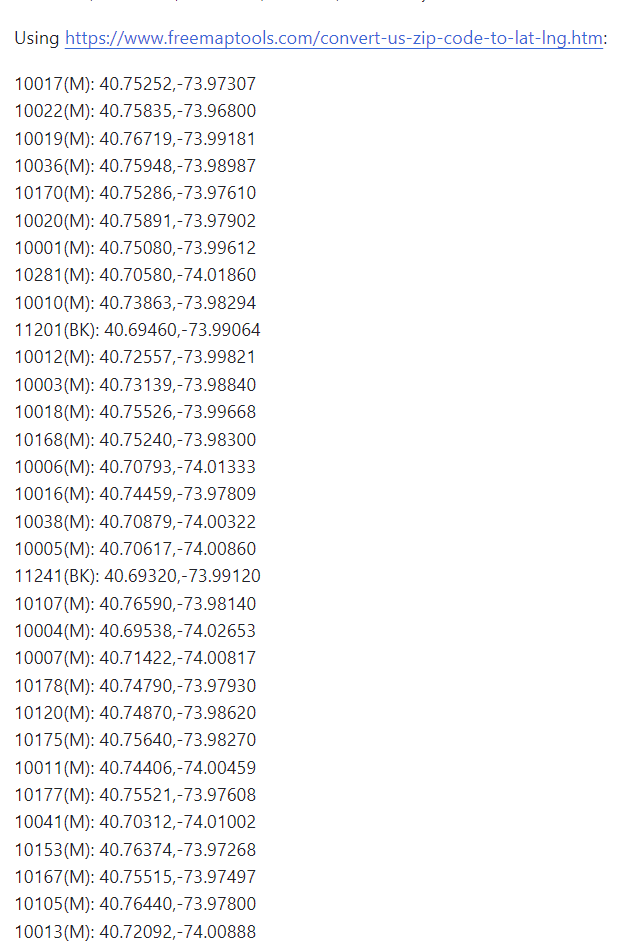 Using https://www.freemaptools.com/convert-us-zip-code-to-lat-lng.htm:
10017(M): 40.75252,-73.97307
10022(M): 40.75835,-73.96800
10019(M): 40.76719,-73.99181
10036(M): 40.75948,-73.98987
10170(M): 40.75286,-73.97610
10020(M): 40.75891,-73.97902
10001(M): 40.75080,-73.99612
10281(M): 40.70580,-74.01860
10010(M): 40.73863,-73.98294
11201(BK): 40.69460,-73.99064
10012(M): 40.72557,-73.99821
10003(M): 40.73139,-73.98840
10018(M): 40.75526,-73.99668
10168(M): 40.75240,-73.98300
10006(M): 40.70793,-74.01333
10016(M): 40.74459,-73.97809
10038(M): 40.70879,-74.00322
10005(M): 40.70617,-74.00860
11241(BK): 40.69320,-73.99120
10107(M): 40.76590,-73.98140
10004(M): 40.69538,-74.02653
10007(M): 40.71422,-74.00817
10178(M): 40.74790,-73.97930
10120(M): 40.74870,-73.98620
10175(M): 40.75640,-73.98270
10011(M): 40.74406,-74.00459
10177(M): 40.75521,-73.97608
10041(M): 40.70312,-74.01002
10153(M): 40.76374,-73.97268
10167(M): 40.75515,-73.97497
10105(M): 40.76440,-73.97800
10013(M): 40.72092,-74.00888